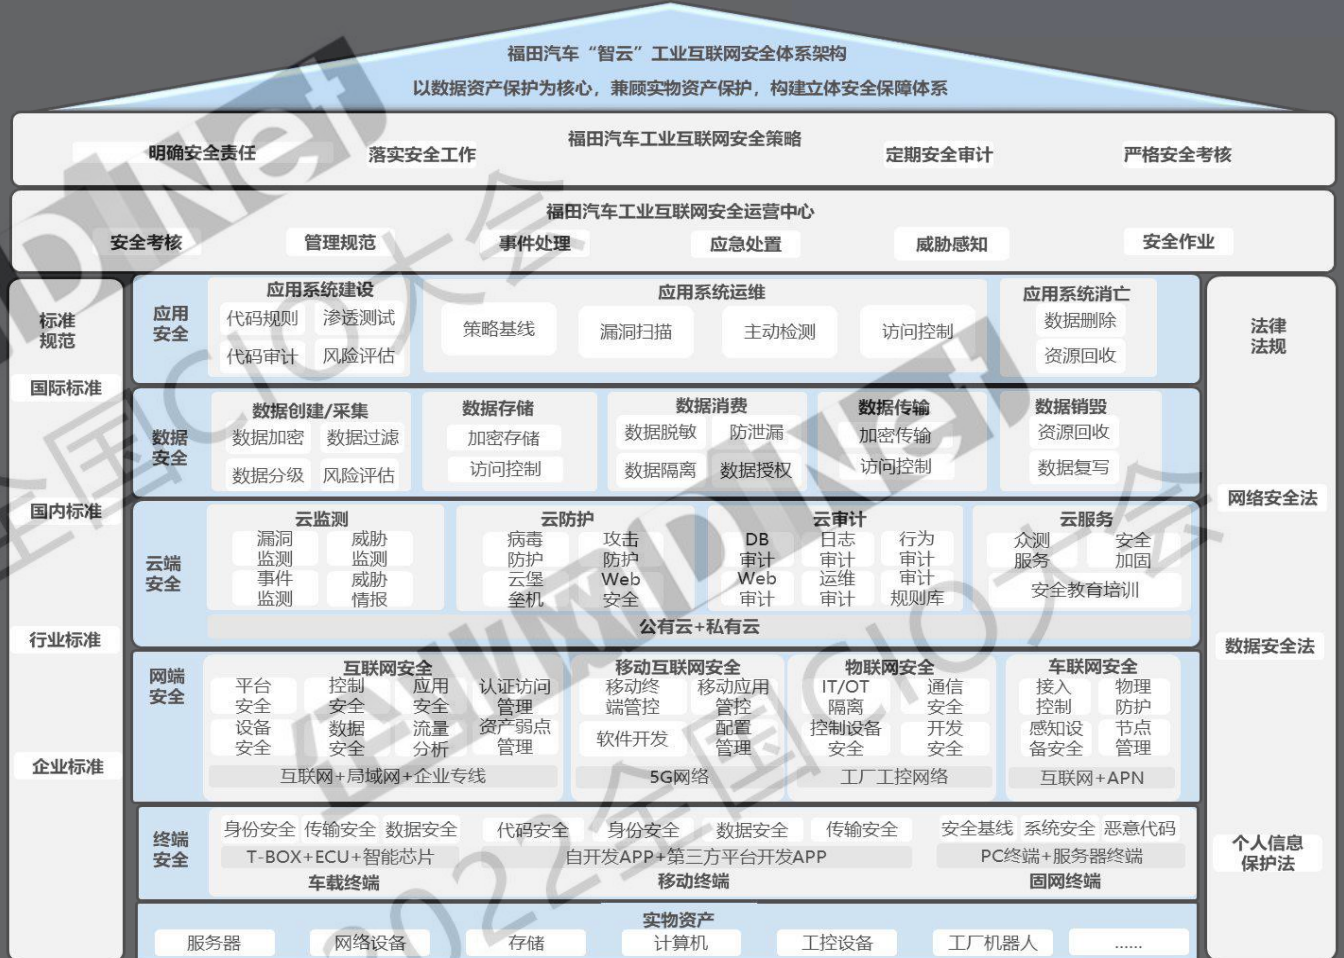 福田汽车“智云”工业互联网安全体系架构
以数据资产保护为核心，兼顾实物资产保护，构建立体安全保障体系
福田汽车工业互联网安全策略
明确安全责任
落实安全工作
定期安全审计
严格安全考核
福田汽车工业互联网安全运营中心
安全考核
管理规范
事件处理
应急处置
威胁感知
安全作业
标准
规范
国际标准
国内标准
行业标准
企业标准
应用
安全
应用系统建设
代码规则
渗透测试
代码审计
风险评估
应用系统运维
策略基线
漏洞扫描
主动检测
访问控制
应用系统消亡
数据删除
资源回收
数据
安全
数据创建/采集
数据加密
数据过滤
数据分级
风险评估
数据存储
加密存储
访问控制
数据消费
数据脱敏
防泄漏
数据隔离
数据授权
数据传输
加密传输
访问控制
数据销毁
资源回收
数据复写
云端
安全
云监测
漏洞
监测
威胁
监测
事件
监测
威胁
情报
云防护
病毒
防护
攻击
防护
云堡
垒机
Web
安全
云审计
DB
审计
日志
审计
行为
审计
Web
审计
运维
审计
审计
规则库
云服务
众测
服务
安全
加固
安全教育培训
公有云+私有云
网端
安全
互联网安全
平台
安全
控制
安全
应用
安全
认证访问
管理
设备
安全
数据
安全
流量
分析
资产弱点
管理
互联网+局域网+企业专线
移动互联网安全
移动终
端管控
移动应用
管控
软件开发
配置
管理
5G网络
物联网安全
IT/OT
隔离
通信
安全
控制设备
安全
开发
安全
工厂工控网络
车联网安全
接入
控制
物理
防护
感知设
备安全
节点
管理
互联网+APN
终端
安全
身份安全
传输安全
数据安全
T-BOX+ECU+智能芯片
车载终端
代码安全
身份安全
数据安全
传输安全
自开发APP+第三方平台开发APP
移动终端
安全基线
系统安全
恶意代码
PC终端+服务器终端
固网终端
实物资产
服务器
网络设备
存储
计算机
工控设备
工厂机器人
……
法律
法规
网络安全法
数据安全法
个人信息
保护法
企业网DINet
2022全国CIO大会
DINet
全国CIO大会